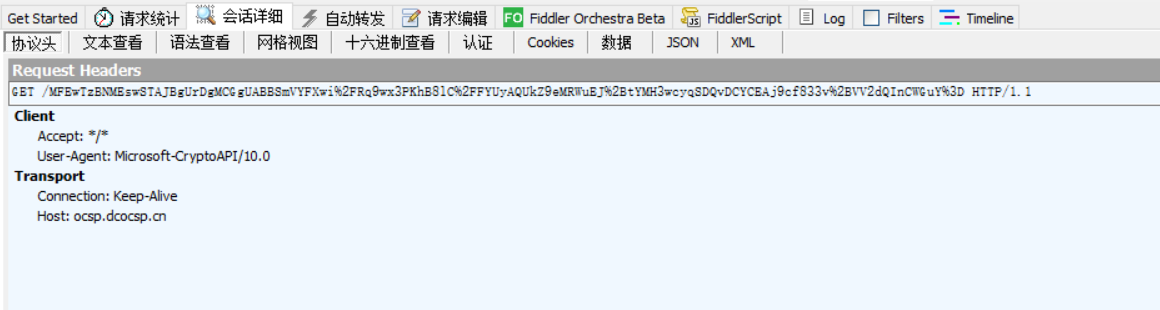 Get Started 请求统计 会话详细 自动转发 请求编辑 FO Fiddler Orchestra Beta FiddlerScript Log Filters Timeline
协议头 文本查看 语法查看 网格视图 十六进制查看 认证 Cookies 数据 JSON XML
Request Headers
GET /MFEwTzBNMEswSTAJBgUrDgMCGgUABBSmVYFXwi%2FRq9wx3PKhB8lC%2FFYUyAQUkZ9eMRWuEJ%2BtYMH3wcyqSDQvDCYCEAj9cf833v%2BVV2dQInCWGuY%3D HTTP/1.1
Client
Accept: */*
User-Agent: Microsoft-CryptoAPI/10.0
Transport
Connection: Keep-Alive
Host: ocsp.dcocsp.cn